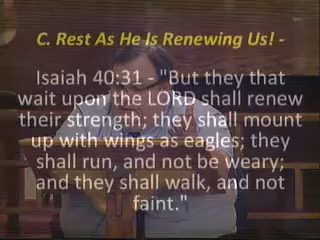 C. Rest As He Is Renewing Us! -
Isaiah 40:31 - "But they that
wait upon the LORD shall renew
their strength; they shall mount
up with wings as eagles; they
shall run, and not be weary;
and they shall walk, and not
faint."